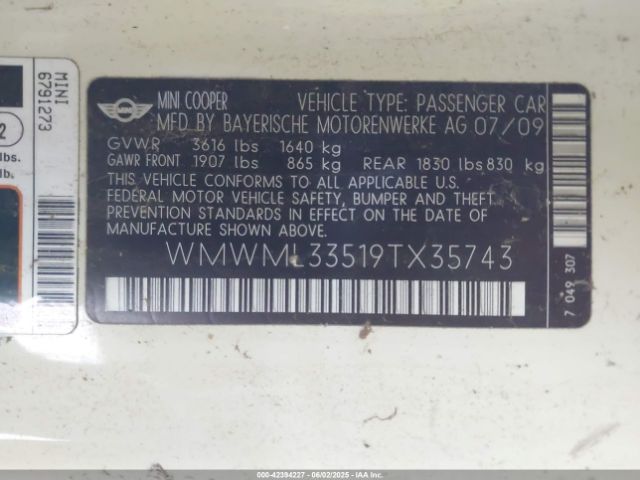 MINI
6791273
2
lbs.
lb.
MINI COOPER VEHICLE TYPE: PASSENGER CAR
MFD BY BAYERISCHE MOTORENWERKE AG 07/09
GVWR 3616 lbs 1640 kg
GAWR FRONT 1907 lbs 865 kg REAR 1830 lbs 830 kg
THIS VEHICLE CONFORMS TO ALL APPLICABLE U.S.
FEDERAL MOTOR VEHICLE SAFETY, BUMPER AND THEFT.
PREVENTION STANDARDS IN EFFECT ON THE DATE OF
MANUFACTURE SHOWN ABOVE.
WMWML33519TX35743
7 049 307
000-42394227 - 06/02/2025 - IAAI.COM